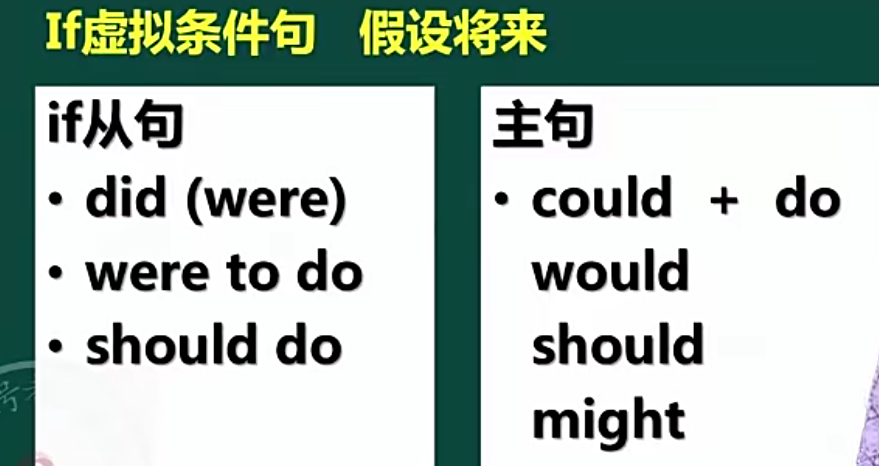 If虚拟条件句 假设将来
if从句
• did (were)
• were to do
• should do
主句
• could + do
would
should
might